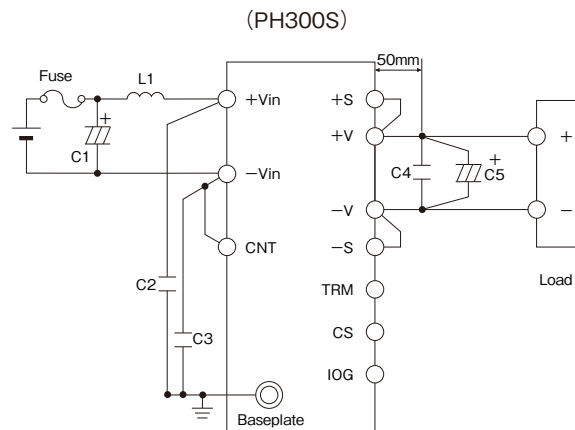 (PH300S)
50mm
Fuse
L1
+Vin
+S
+
C1
+V
+
−Vin
C4
+
C5
−V
−
CNT
−S
Load
C2
TRM
C3
CS
IOG
Baseplate